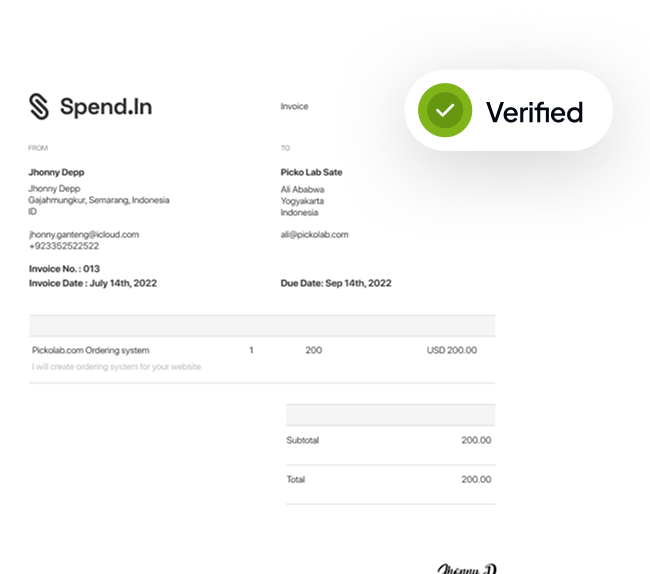 Spend.In
Invoice
Verified
FROM
TO
Jhonny Depp
Picko Lab Sate
Jhonny Depp
Ali Ababwa
Gajahmungkur, Semarang, Indonesia
Yogyakarta
ID
Indonesia
jhonny.ganteng@icloud.com
ali@pickolab.com
+923352522522
Invoice No. : 013
Invoice Date : July 14th, 2022
Due Date: Sep 14th, 2022
Pickolab.com Ordering system 1 200 USD 200.00
I will create ordering system for your website
Subtotal 200.00
Total 200.00
Jhonny D